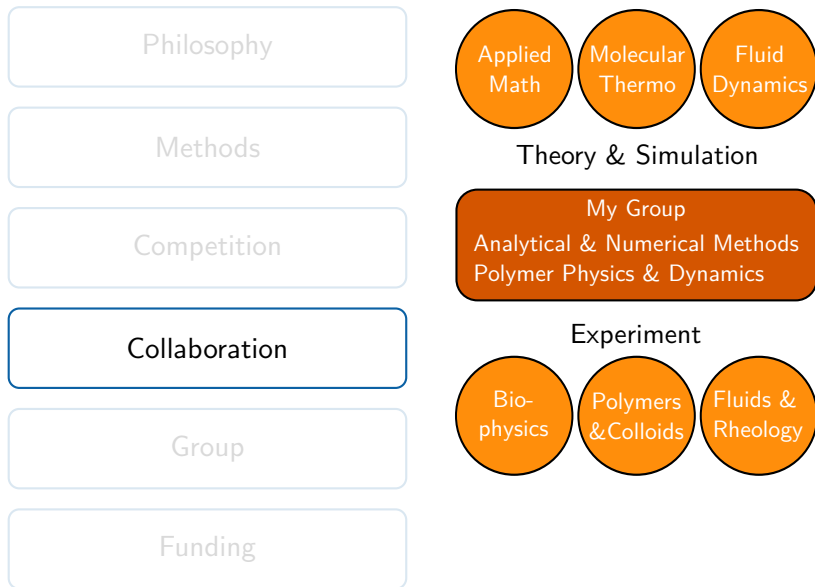 Philosophy
Methods
Competition
Collaboration
Group
Funding
Applied
Math
Molecular
Thermo
Fluid
Dynamics
Theory & Simulation
My Group
Analytical & Numerical Methods
Polymer Physics & Dynamics
Experiment
Bio-
physics
Polymers
&Colloids
Fluids &
Rheology